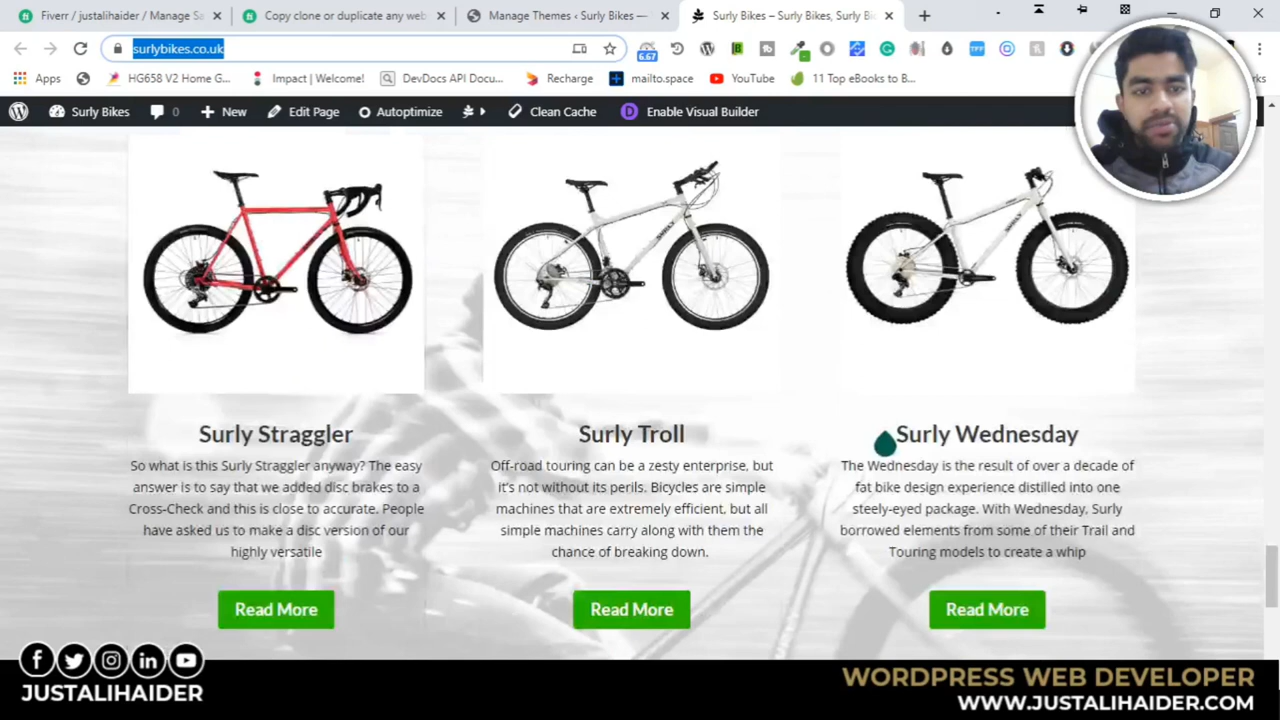 Fiverr / justalihaider / Manage Sa
Copy clone or duplicate any web
Manage Themes ‹ Surly Bikes —
Surly Bikes – Surly Bikes, Surly Bi
surlybikes.co.uk
6.67
Apps
HG658 V2 Home G...
Impact | Welcome!
DevDocs API Docu...
Recharge
mailto.space
YouTube
11 Top eBooks to B...
Surly Bikes
0
New
Edit Page
Autoptimize
Clean Cache
Enable Visual Builder
Surly Straggler
So what is this Surly Straggler anyway? The easy
answer is to say that we added disc brakes to a
Cross-Check and this is close to accurate. People
have asked us to make a disc version of our
highly versatile
Read More
Surly Troll
Off-road touring can be a zesty enterprise, but
it's not without its perils. Bicycles are simple
machines that are extremely efficient, but all
simple machines carry along with them the
chance of breaking down.
Read More
Surly Wednesday
The Wednesday is the result of over a decade of
fat bike design experience distilled into one
steely-eyed package. With Wednesday, Surly
borrowed elements from some of their Trail and
Touring models to create a whip
Read More
JUSTALIHAIDER
WORDPRESS WEB DEVELOPER
WWW.JUSTALIHAIDER.COM